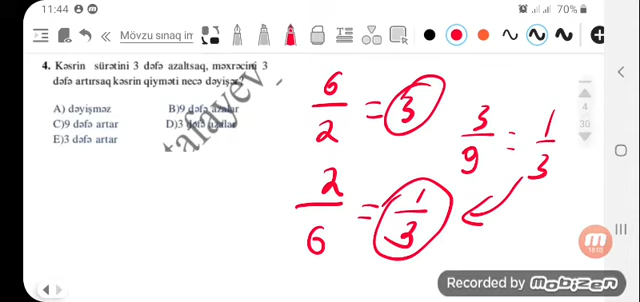 11:44
70%
Mövzu sınaq im
4. Kəsrin sürətini 3 dəfə azaltsaq, məxrəcini 3
dəfə artırsaq kəsrin qiyməti necə dəyişər?
A) dəyişməz B)9 dəfə azalar
C)9 dəfə artar D)3 dəfə azalar
E)3 dəfə artar
tafayev
6/2 = 3
3/9 = 1/3
2/6 = 1/3
4
30
Recorded by mobizen